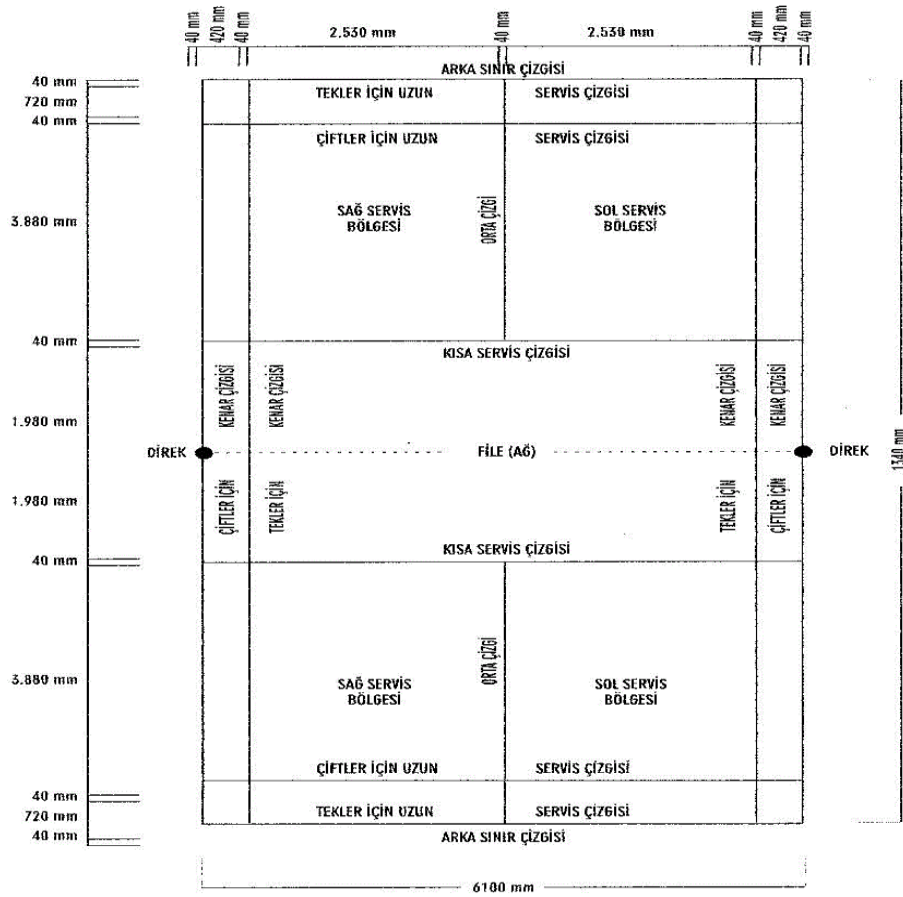 40 mm
420 mm
40 mm
2.530 mm
40 mm
2.530 mm
40 mm
420 mm
40 mm
ARKA SINIR ÇİZGİSİ
40 mm
720 mm
40 mm
TEKLER İÇİN UZUN SERVİS ÇİZGİSİ
ÇİFTLER İÇİN UZUN SERVİS ÇİZGİSİ
3.880 mm
SAĞ SERVİS
BÖLGESİ
ORTA ÇİZGİ
SOL SERVİS
BÖLGESİ
40 mm
KISA SERVİS ÇİZGİSİ
1.980 mm
KENAR ÇİZGİSİ
KENAR ÇİZGİSİ
KENAR ÇİZGİSİ
KENAR ÇİZGİSİ
DİREK
FİLE (AĞ)
DİREK
1340 mm
1.980 mm
ÇİFTLER İÇİN
TEKLER İÇİN
TEKLER İÇİN
ÇİFTLER İÇİN
40 mm
KISA SERVİS ÇİZGİSİ
3.880 mm
SAĞ SERVİS
BÖLGESİ
ORTA ÇİZGİ
SOL SERVİS
BÖLGESİ
ÇİFTLER İÇİN UZUN SERVİS ÇİZGİSİ
40 mm
720 mm
40 mm
TEKLER İÇİN UZUN SERVİS ÇİZGİSİ
ARKA SINIR ÇİZGİSİ
6100 mm